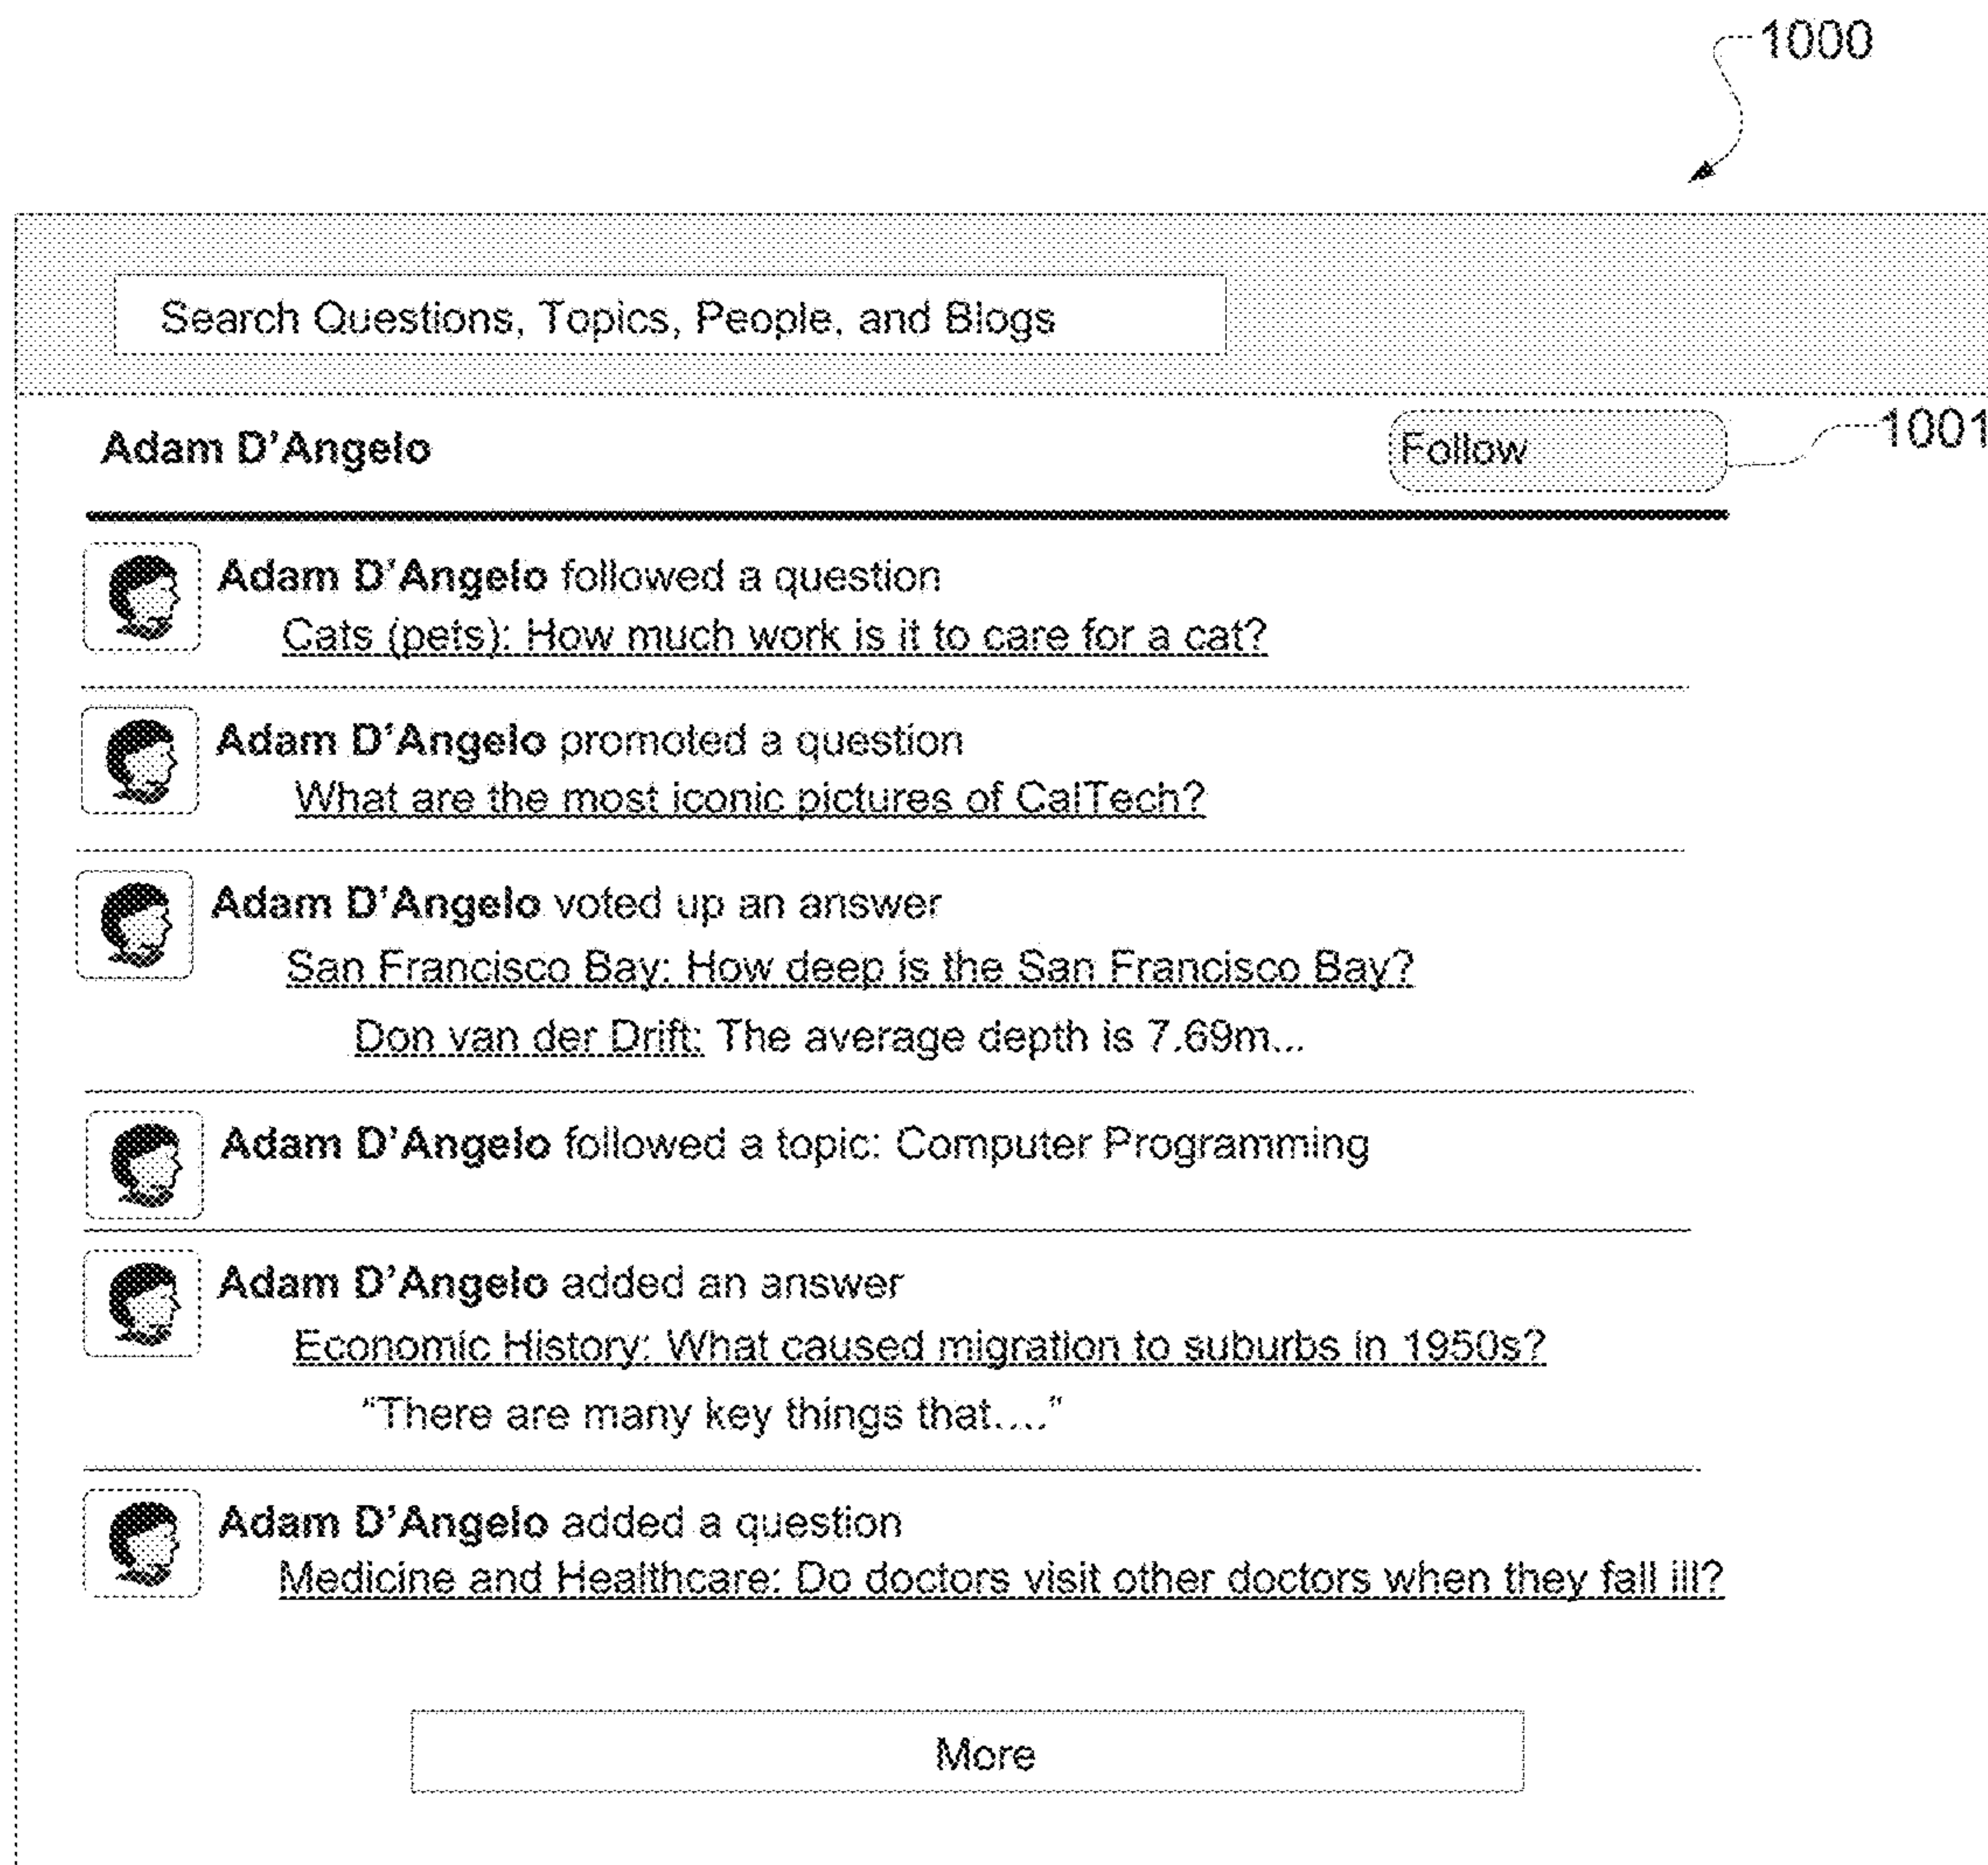 1000
Search Questions, Topics, People, and Blogs
Adam D'Angelo
Follow
1001
Adam D'Angelo followed a question
Cats (pets): How much work is it to care for a cat?
Adam D'Angelo promoted a question
What are the most iconic pictures of CalTech?
Adam D'Angelo voted up an answer
San Francisco Bay: How deep is the San Francisco Bay?
Don van der Drift: The average depth is 7.69m...
Adam D'Angelo followed a topic: Computer Programming
Adam D'Angelo added an answer
Economic History: What caused migration to suburbs in 1950s?
“There are many key things that....”
Adam D'Angelo added a question
Medicine and Healthcare: Do doctors visit other doctors when they fall ill?
More